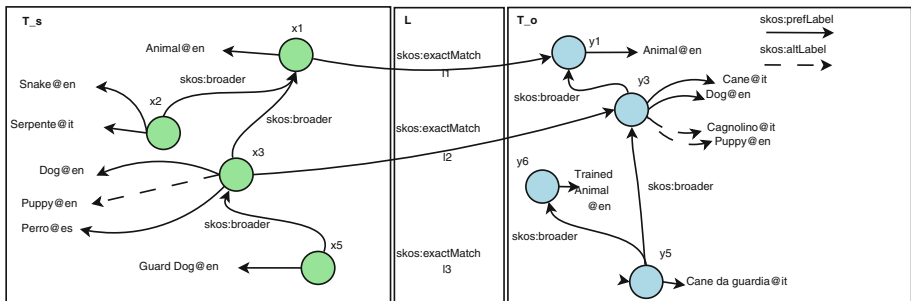 T_s
L
T_o
x1
Animal@en
skos:prefLabel
skos:altLabel
y1
Animal@en
skos:exactMatch
l1
Snake@en
skos:broader
x2
Serpente@it
skos:broader
skos:broader
y3
Cane@it
Dog@en
Cagnolino@it
Puppy@en
skos:exactMatch
l2
x3
Dog@en
Puppy@en
Perro@es
y6
Trained
Animal
@en
skos:broader
skos:broader
skos:broader
x5
Guard Dog@en
skos:exactMatch
l3
y5
Cane da guardia@it